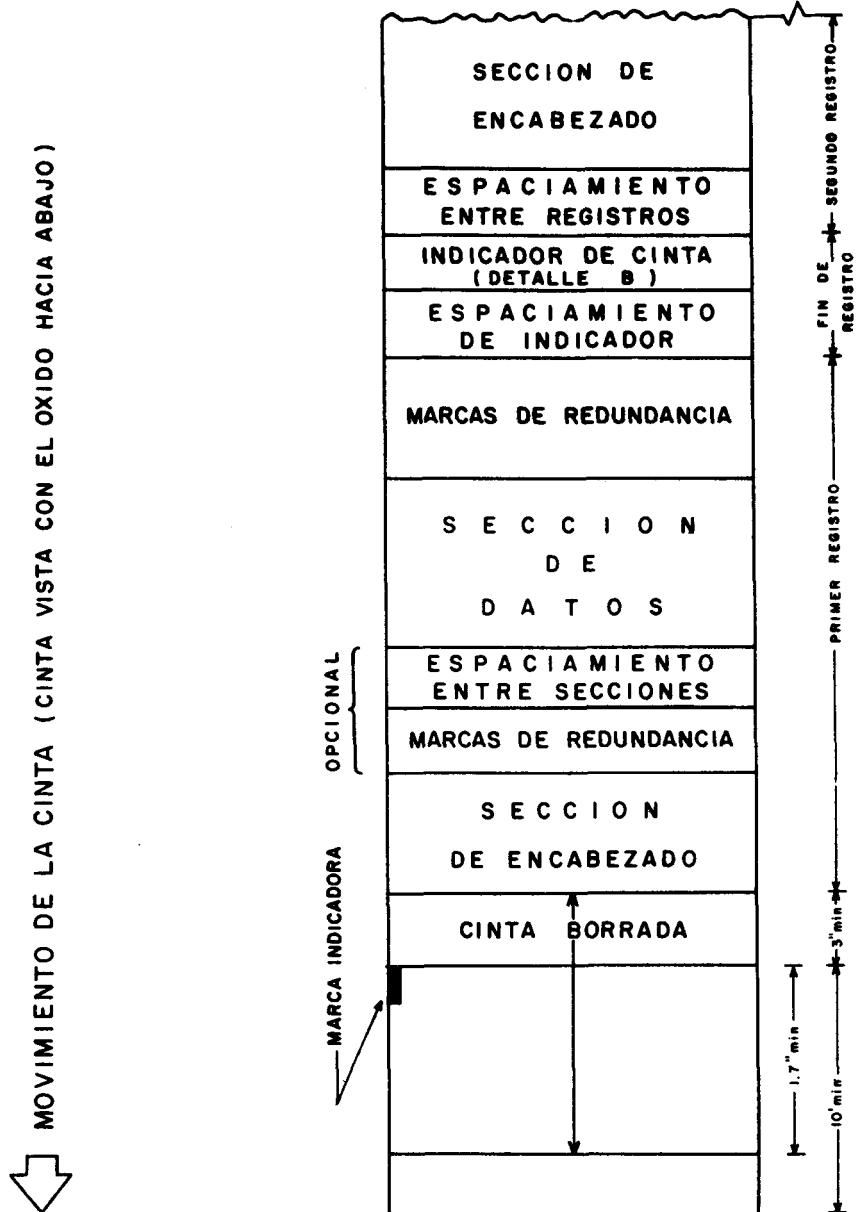 SECCION DE
ENCABEZADO
ESPACIAMIENTO
ENTRE REGISTROS
INDICADOR DE CINTA
(DETALLE B)
ESPACIAMIENTO
DE INDICADOR
MARCAS DE REDUNDANCIA
SECCION
DE
DATOS
ESPACIAMIENTO
ENTRE SECCIONES
MARCAS DE REDUNDANCIA
SECCION
DE ENCABEZADO
CINTA BORRADA
MOVIMIENTO DE LA CINTA (CINTA VISTA CON EL OXIDO HACIA ABAJO)
OPCIONAL
MARCA INDICADORA
SEGUNDO REGISTRO
FIN DE
REGISTRO
PRIMER REGISTRO
3"min
1.7"min
10'min